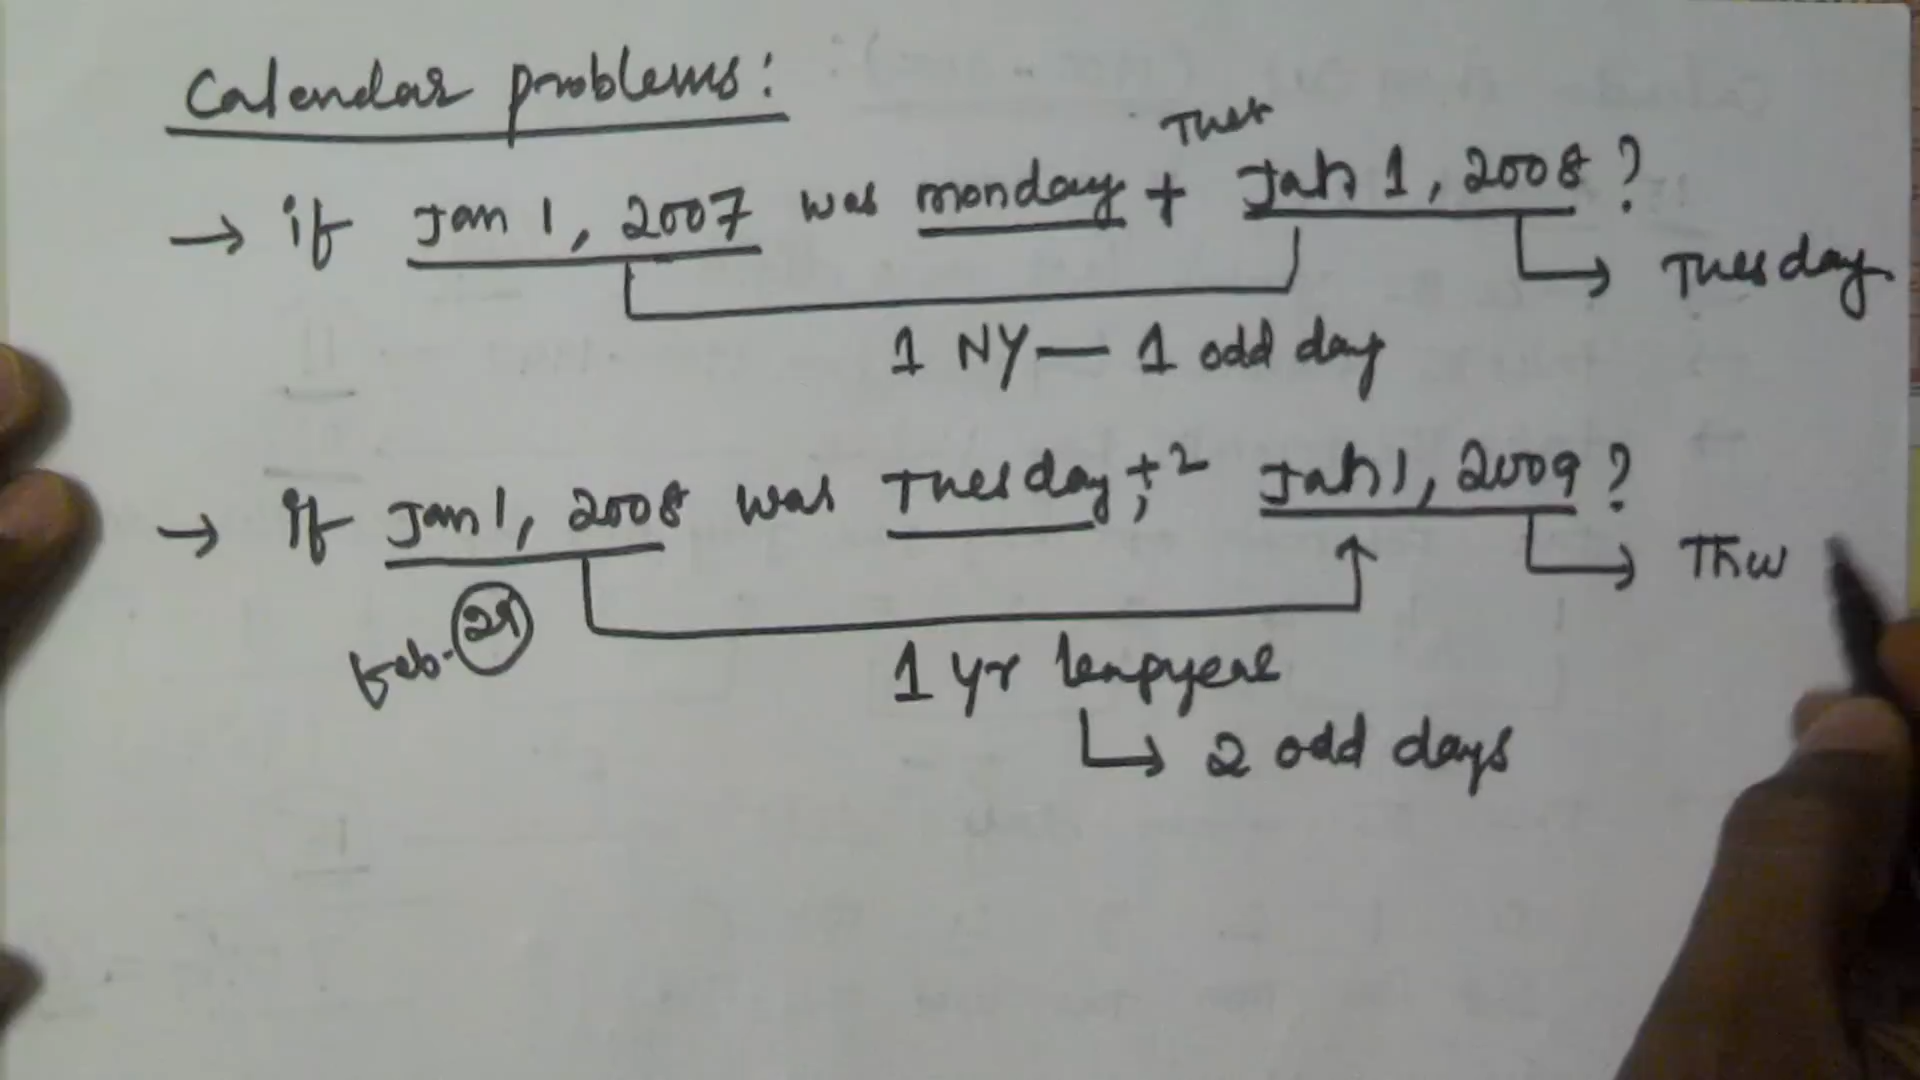 Calendar problems:
Tues
→ if Jan 1, 2007 was monday + Jan 1, 2008 ?
→ Tuesday
1 NY — 1 odd day
→ if Jan 1, 2008 was Tuesday, +2 Jan 1, 2009 ?
→ Thu
Feb. 29
1 yr leapyear
→ 2 odd days